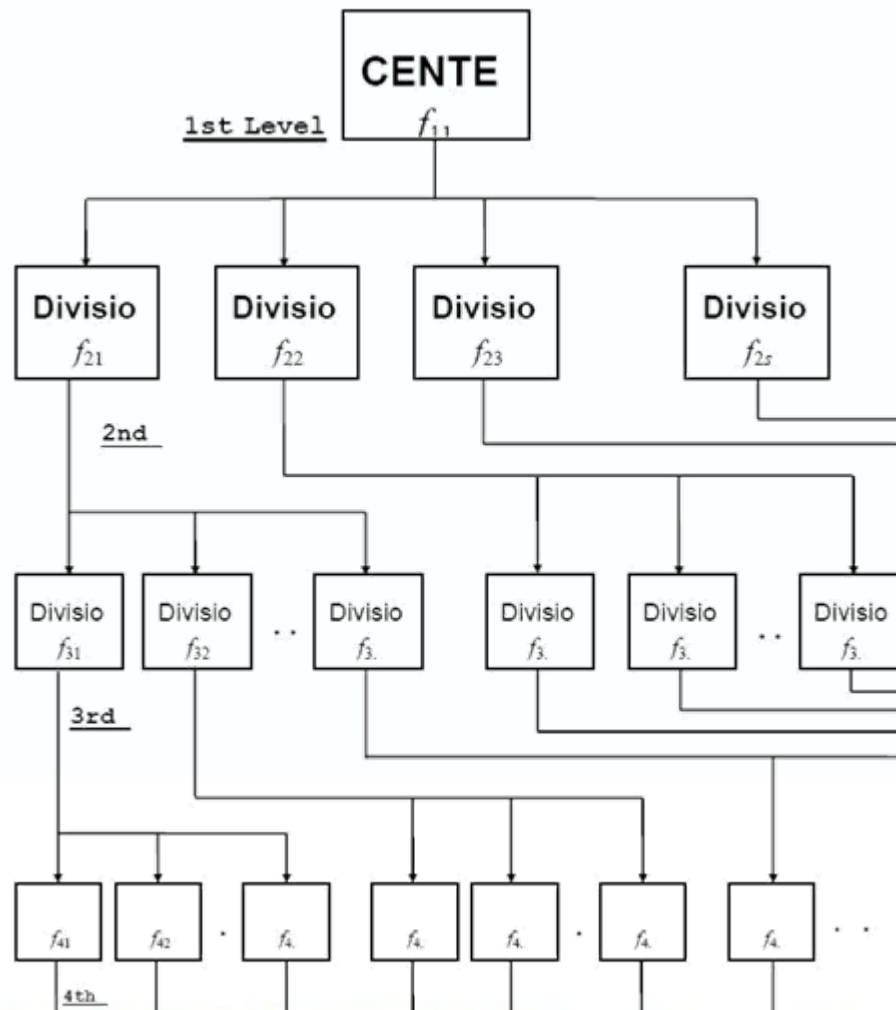 CENTE
f11
1st Level
Divisio Divisio Divisio Divisio
f21 f22 f23 f2s
2nd
Divisio Divisio .. Divisio Divisio Divisio .. Divisio
f31 f32 f3. f3. f3. f3.
3rd
. . . .
f41 f42 f4. f4. f4. f4. f4.
4th